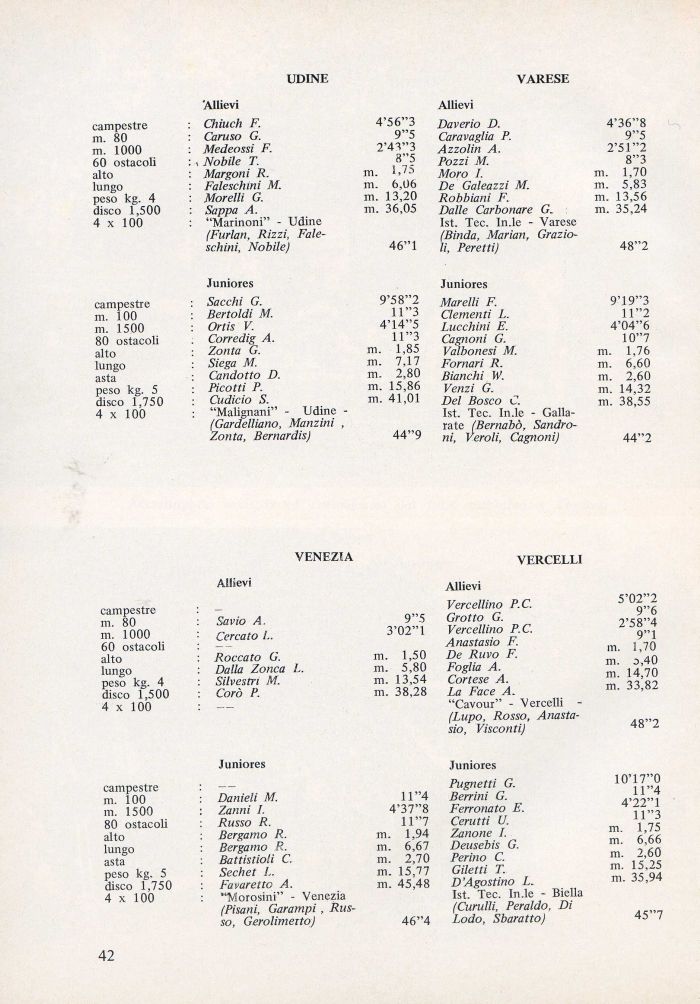 UDINE VARESE
Allievi Allievi
campestre : Chiuch F. 4'56"3 Daverio D. 4'36"8
m. 80 : Caruso G. 9"5 Caravaglia P. 9"5
m. 1000 : Medeossi F. 2'43"3 Azzolin A. 2'51"2
60 ostacoli : Nobile T. 8"5 Pozzi M. 8"3
alto : Margoni R. m. 1,75 Moro I. m. 1,70
lungo : Faleschini M. m. 6,06 De Galeazzi M. m. 5,83
peso kg. 4 : Morelli G. m. 13,20 Robbiani F. m. 13,56
disco 1,500 : Sappa A. m. 36,05 Dalle Carbonare G. m. 35,24
4 x 100 : "Marinoni" - Udine Ist. Tec. In.le - Varese
(Furlan, Rizzi, Fale- (Binda, Marian, Grazio-
schini, Nobile) 46"1 li, Peretti) 48"2
Juniores Juniores
campestre : Sacchi G. 9'58"2 Marelli F. 9'19"3
m. 100 : Bertoldi M. 11"3 Clementi L. 11"2
m. 1500 : Ortis V. 4'14"5 Lucchini E. 4'04"6
80 ostacoli . Corredig A. 11"3 Cagnoni G. 10"7
alto : Zonta G. m. 1,85 Valbonesi M. m. 1,76
lungo : Siega M. m. 7,17 Fornari R. m. 6,60
asta : Candotto D. m. 2,80 Bianchi W. m. 2,60
peso kg. 5 : Picotti P. m. 15,86 Venzi G. m. 14,32
disco 1,750 : Cudicio S. m. 41,01 Del Bosco C. m. 38,55
4 x 100 : "Malignani" - Udine - Ist. Tec. In.le - Galla-
(Gardelliano, Manzini , rate (Bernabò, Sandro-
Zonta, Bernardis) 44"9 ni, Veroli, Cagnoni) 44"2
VENEZIA VERCELLI
Allievi Allievi
campestre : — Vercellino P.C. 5'02"2
m. 80 : Savio A. 9"5 Grotto G. 9"6
m. 1000 : Cercato L. 3'02"1 Vercellino P.C. 2'58"4
60 ostacoli : —— Anastasio F. 9"1
alto : Roccato G. m. 1,50 De Ruvo F. m. 1,70
lungo : Dalla Zonca L. m. 5,80 Foglia A. m. 5,40
peso kg. 4 : Silvestri M. m. 13,54 Cortese A. m. 14,70
disco 1,500 : Corò P. m. 38,28 La Face A. m. 33,82
4 x 100 : —— "Cavour" - Vercelli -
(Lupo, Rosso, Anasta-
sio, Visconti) 48"2
Juniores Juniores
campestre : —— Pugnetti G. 10'17"0
m. 100 : Danieli M. 11"4 Berrini G. 11"4
m. 1500 : Zanni I. 4'37"8 Ferronato E. 4'22"1
80 ostacoli : Russo R. 11"7 Cerutti U. 11"3
alto : Bergamo R. m. 1,94 Zanone I. m. 1,75
lungo : Bergamo R. m. 6,67 Deusebis G. m. 6,66
asta : Battistioli C. m. 2,70 Perino C. m. 2,60
peso kg. 5 : Sechet L. m. 15,77 Giletti T. m. 15,25
disco 1,750 : Favaretto A. m. 45,48 D'Agostino L. m. 35,94
4 x 100 : "Morosini" - Venezia Ist. Tec. In.le - Biella
(Pisani, Garampi , Rus- (Curulli, Peraldo, Di
so, Gerolimetto) 46"4 Lodo, Sbaratto) 45"7
42